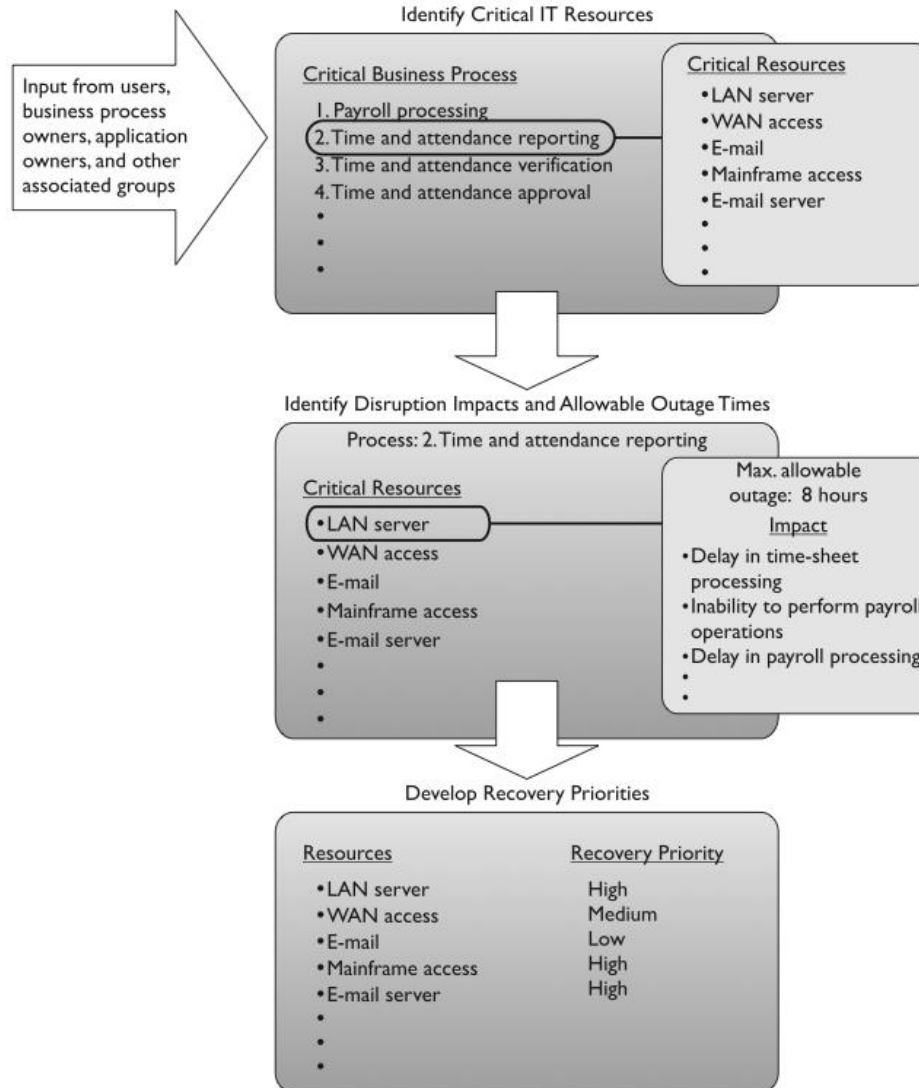 Identify Critical IT Resources
Input from users,
business process
owners, application
owners, and other
associated groups
Critical Business Process
1. Payroll processing
2. Time and attendance reporting
3. Time and attendance verification
4. Time and attendance approval
•
•
•
Critical Resources
• LAN server
• WAN access
• E-mail
• Mainframe access
• E-mail server
•
•
•
Identify Disruption Impacts and Allowable Outage Times
Process: 2. Time and attendance reporting
Critical Resources
• LAN server
• WAN access
• E-mail
• Mainframe access
• E-mail server
•
•
•
Max. allowable
outage: 8 hours
Impact
• Delay in time-sheet
processing
• Inability to perform payroll
operations
• Delay in payroll processing
•
•
Develop Recovery Priorities
Resources Recovery Priority
• LAN server High
• WAN access Medium
• E-mail Low
• Mainframe access High
• E-mail server High
•
•
•